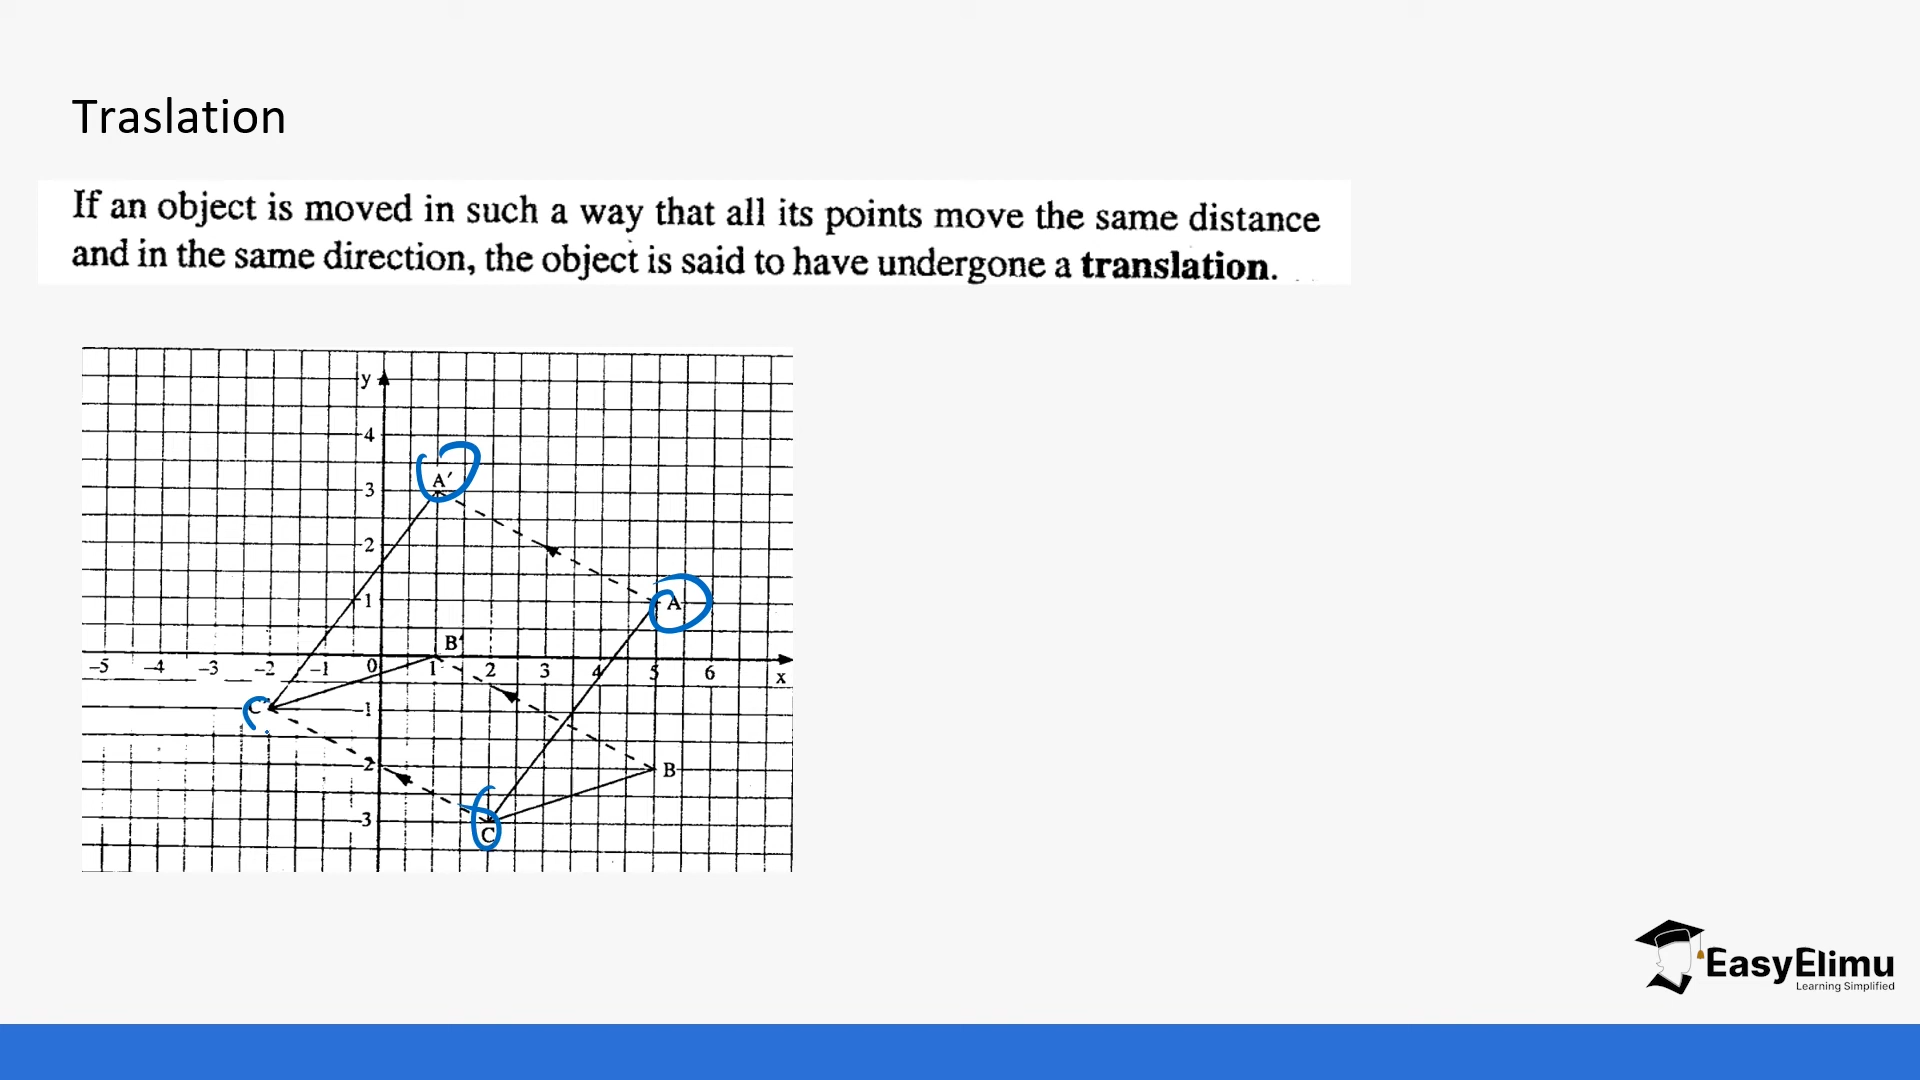 Traslation
If an object is moved in such a way that all its points move the same distance
and in the same direction, the object is said to have undergone a translation.
y
4
A′
3
2
A
1
B′
–5 –4 –3 –2 –1 0 1 2 3 4 5 6
x
C′
–1
–2
B
–3
C
EasyElimu
Learning Simplified